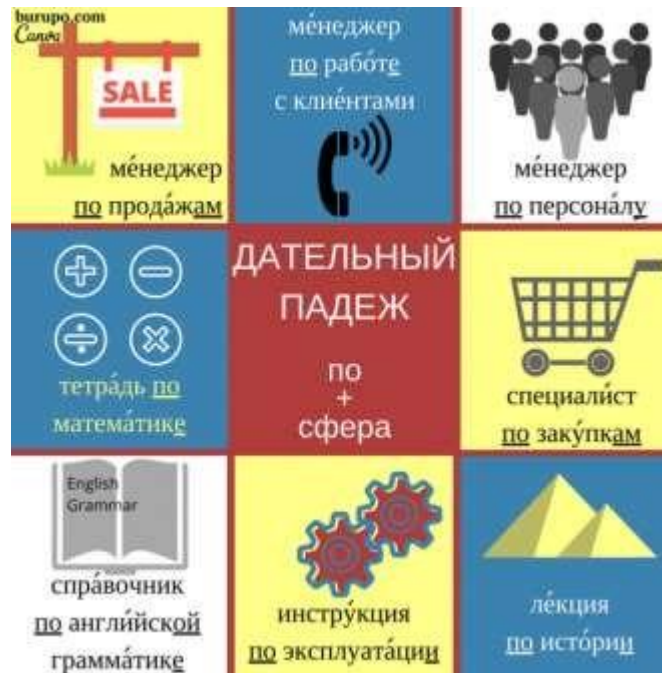 burupo.com
Canva
SALE
ме́неджер
по прода́жам
ме́неджер
по рабо́те
с клие́нтами
ме́неджер
по персона́лу
тетра́дь по
матема́тике
ДАТЕЛЬНЫЙ
ПАДЕЖ
по
+
сфера
специали́ст
по заку́пкам
English
Grammar
спра́вочник
по англи́йской
грамма́тике
инстру́кция
по эксплуата́ции
ле́кция
по исто́рии